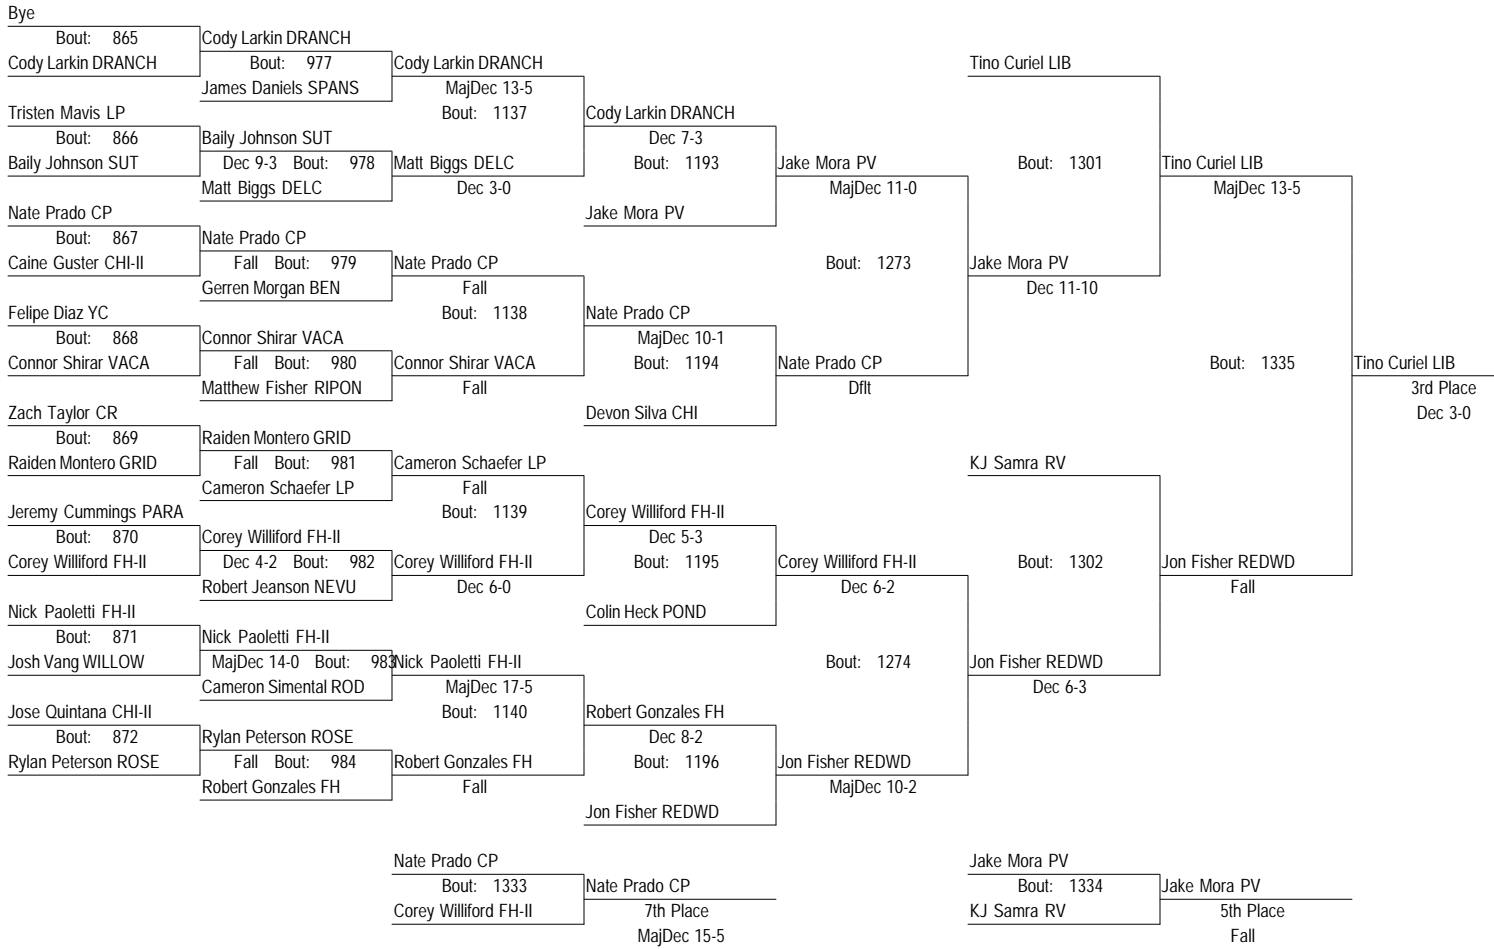 Bye
Bout: 865
Cody Larkin DRANCH
Tristen Mavis LP
Bout: 866
Baily Johnson SUT
Nate Prado CP
Bout: 867
Caine Guster CHI-II
Felipe Diaz YC
Bout: 868
Connor Shirar VACA
Zach Taylor CR
Bout: 869
Raiden Montero GRID
Jeremy Cummings PARA
Bout: 870
Corey Williford FH-II
Nick Paoletti FH-II
Bout: 871
Josh Vang WILLOW
Jose Quintana CHI-II
Bout: 872
Rylan Peterson ROSE
Cody Larkin DRANCH
Bout: 977
James Daniels SPANS
Baily Johnson SUT
Dec 9-3 Bout: 978
Matt Biggs DELC
Nate Prado CP
Fall Bout: 979
Gerren Morgan BEN
Connor Shirar VACA
Fall Bout: 980
Matthew Fisher RIPON
Raiden Montero GRID
Fall Bout: 981
Cameron Schaefer LP
Corey Williford FH-II
Dec 4-2 Bout: 982
Robert Jeanson NEVU
Nick Paoletti FH-II
MajDec 14-0 Bout: 983
Cameron Simental ROD
Rylan Peterson ROSE
Fall Bout: 984
Robert Gonzales FH
Cody Larkin DRANCH
MajDec 13-5
Bout: 1137
Matt Biggs DELC
Dec 3-0
Nate Prado CP
Fall
Bout: 1138
Connor Shirar VACA
Fall
Cameron Schaefer LP
Fall
Bout: 1139
Corey Williford FH-II
Dec 6-0
Nick Paoletti FH-II
MajDec 17-5
Bout: 1140
Robert Gonzales FH
Fall
Cody Larkin DRANCH
Dec 7-3
Bout: 1193
Jake Mora PV
Nate Prado CP
MajDec 10-1
Bout: 1194
Devon Silva CHI
Corey Williford FH-II
Dec 5-3
Bout: 1195
Colin Heck POND
Robert Gonzales FH
Dec 8-2
Bout: 1196
Jon Fisher REDWD
Jake Mora PV
MajDec 11-0
Bout: 1273
Nate Prado CP
Dflt
Corey Williford FH-II
Dec 6-2
Bout: 1274
Jon Fisher REDWD
MajDec 10-2
Tino Curiel LIB
Bout: 1301
Jake Mora PV
Dec 11-10
KJ Samra RV
Bout: 1302
Jon Fisher REDWD
Dec 6-3
Tino Curiel LIB
MajDec 13-5
Bout: 1335
Jon Fisher REDWD
Fall
Tino Curiel LIB
3rd Place
Dec 3-0
Nate Prado CP
Bout: 1333
Corey Williford FH-II
Nate Prado CP
7th Place
MajDec 15-5
Jake Mora PV
Bout: 1334
KJ Samra RV
Jake Mora PV
5th Place
Fall